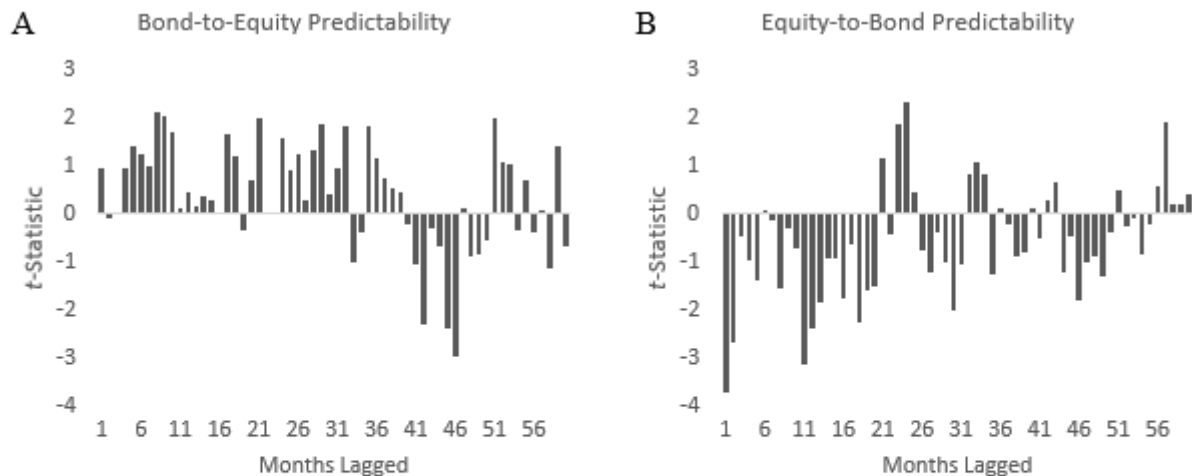 A
Bond-to-Equity Predictability
3
2
1
0
-1
-2
-3
-4
t-Statistic
1 6 11 16 21 26 31 36 41 46 51 56
Months Lagged
B
Equity-to-Bond Predictability
3
2
1
0
-1
-2
-3
-4
t-Statistic
1 6 11 16 21 26 31 36 41 46 51 56
Months Lagged